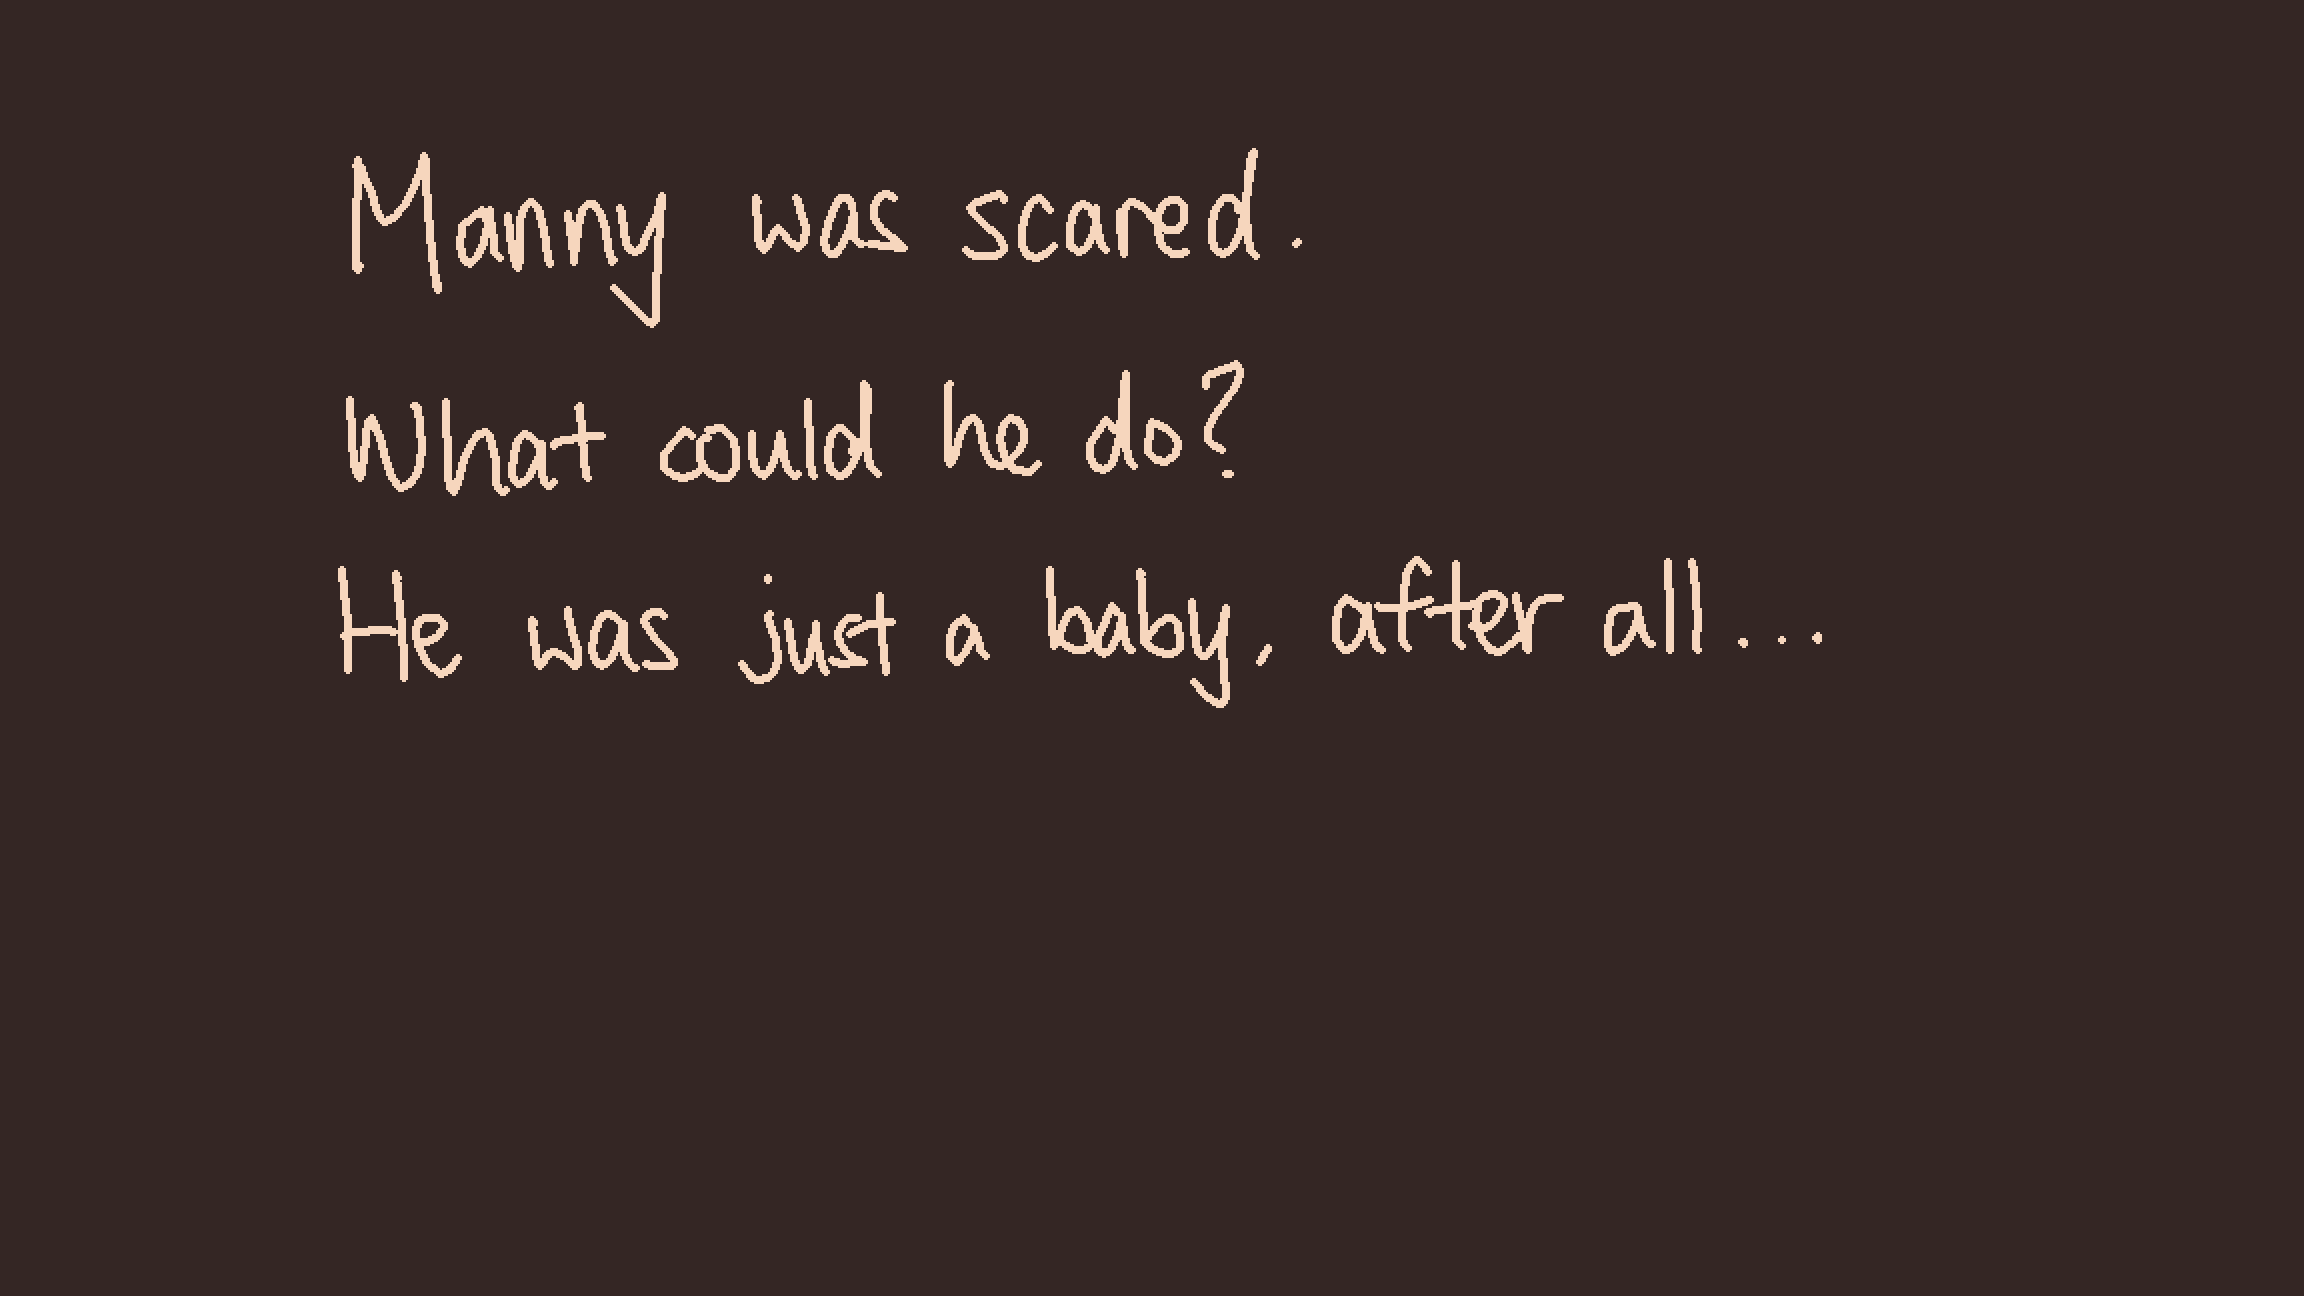 Manny was scared.
What could he do?
He was just a baby, after all...